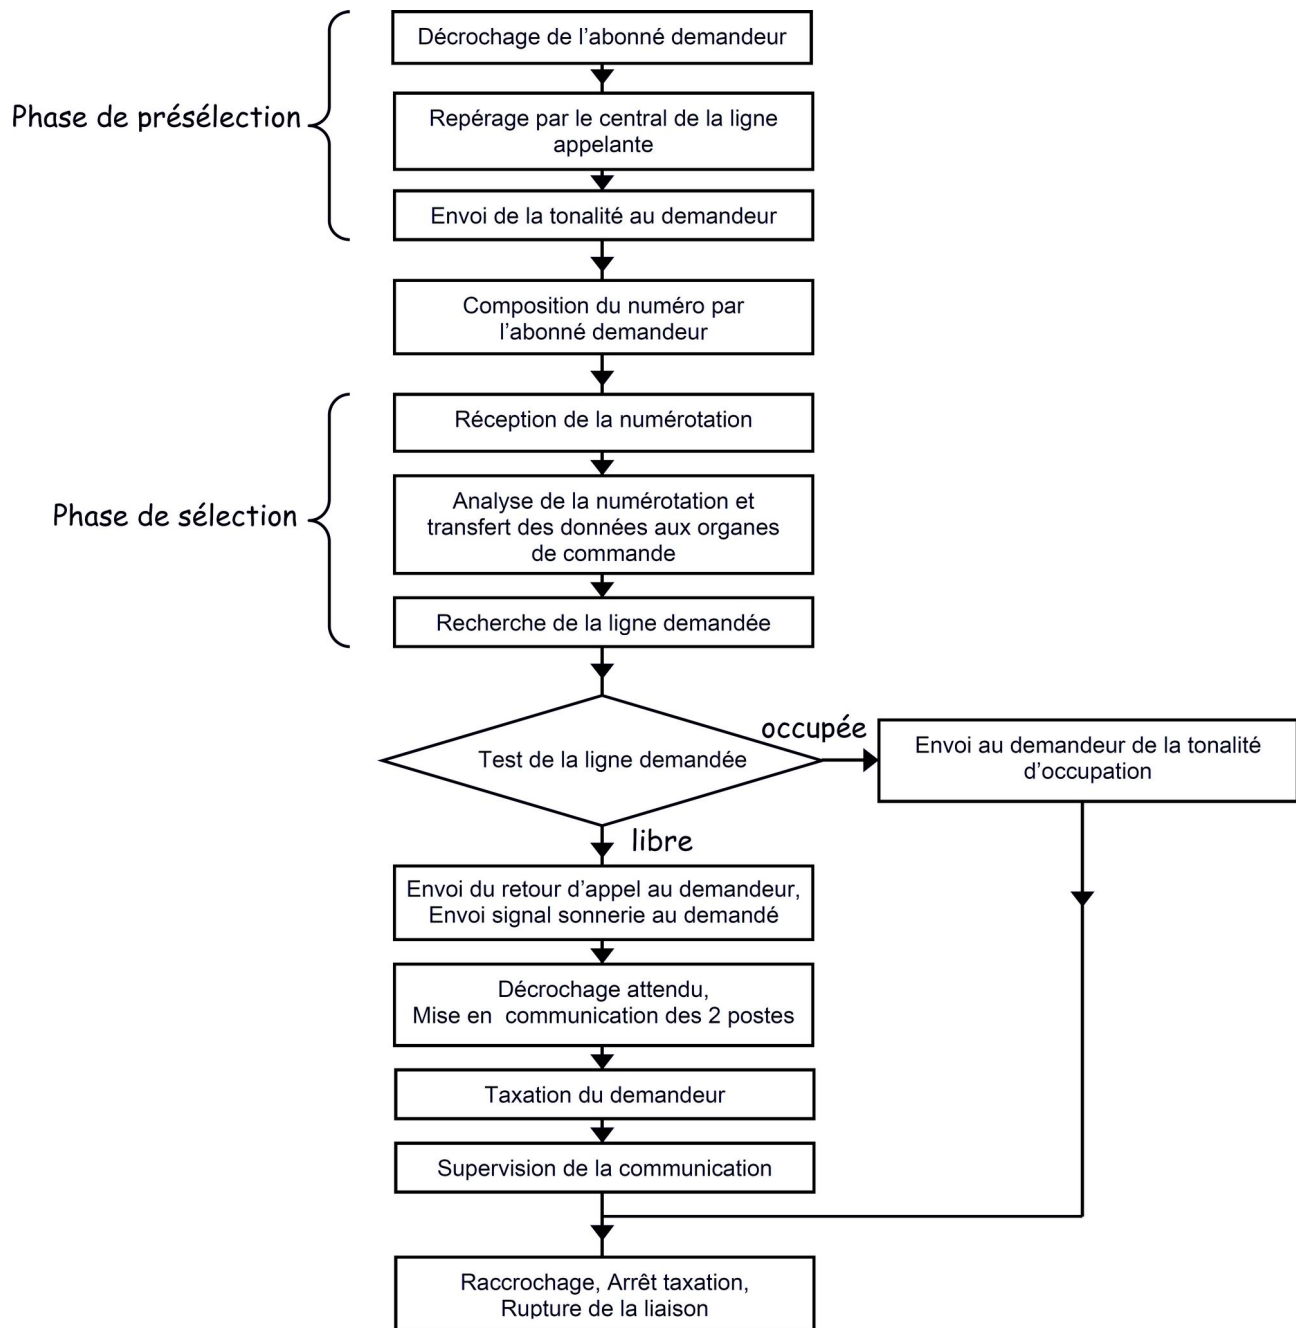 Décrochage de l'abonné demandeur
Phase de présélection
Repérage par le central de la ligne
appelante
Envoi de la tonalité au demandeur
Composition du numéro par
l'abonné demandeur
Réception de la numérotation
Phase de sélection
Analyse de la numérotation et
transfert des données aux organes
de commande
Recherche de la ligne demandée
Test de la ligne demandée
occupée
Envoi au demandeur de la tonalité
d'occupation
libre
Envoi du retour d'appel au demandeur,
Envoi signal sonnerie au demandé
Décrochage attendu,
Mise en communication des 2 postes
Taxation du demandeur
Supervision de la communication
Raccrochage, Arrêt taxation,
Rupture de la liaison